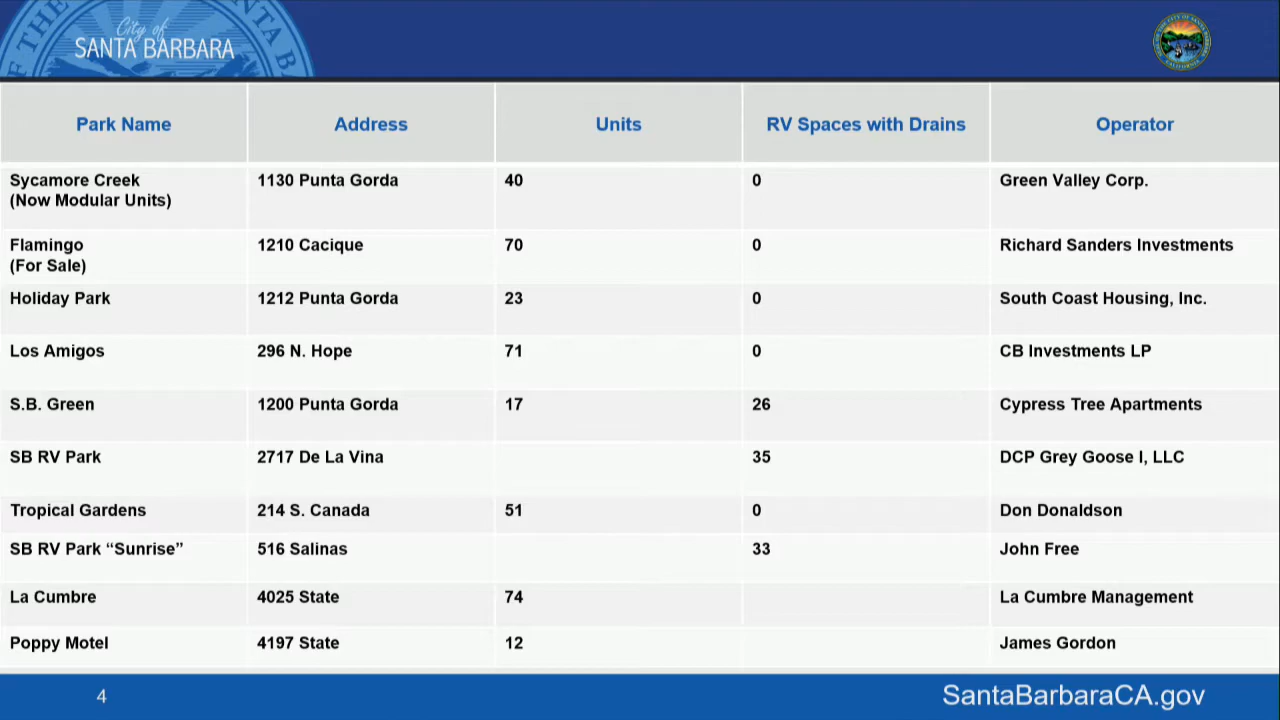 City of
SANTA BARBARA
Park Name Address Units RV Spaces with Drains Operator
Sycamore Creek 1130 Punta Gorda 40 0 Green Valley Corp.
(Now Modular Units)
Flamingo 1210 Cacique 70 0 Richard Sanders Investments
(For Sale)
Holiday Park 1212 Punta Gorda 23 0 South Coast Housing, Inc.
Los Amigos 296 N. Hope 71 0 CB Investments LP
S.B. Green 1200 Punta Gorda 17 26 Cypress Tree Apartments
SB RV Park 2717 De La Vina 35 DCP Grey Goose I, LLC
Tropical Gardens 214 S. Canada 51 0 Don Donaldson
SB RV Park “Sunrise” 516 Salinas 33 John Free
La Cumbre 4025 State 74 La Cumbre Management
Poppy Motel 4197 State 12 James Gordon
4 SantaBarbaraCA.gov